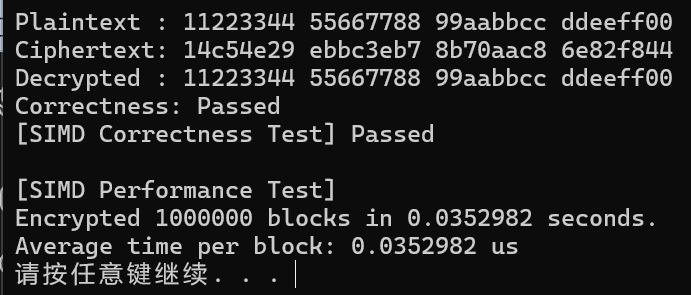 Plaintext : 11223344 55667788 99aabbcc ddeeff00
Ciphertext: 14c54e29 ebbc3eb7 8b70aac8 6e82f844
Decrypted : 11223344 55667788 99aabbcc ddeeff00
Correctness: Passed
[SIMD Correctness Test] Passed
[SIMD Performance Test]
Encrypted 1000000 blocks in 0.0352982 seconds.
Average time per block: 0.0352982 us
请按任意键继续. . .